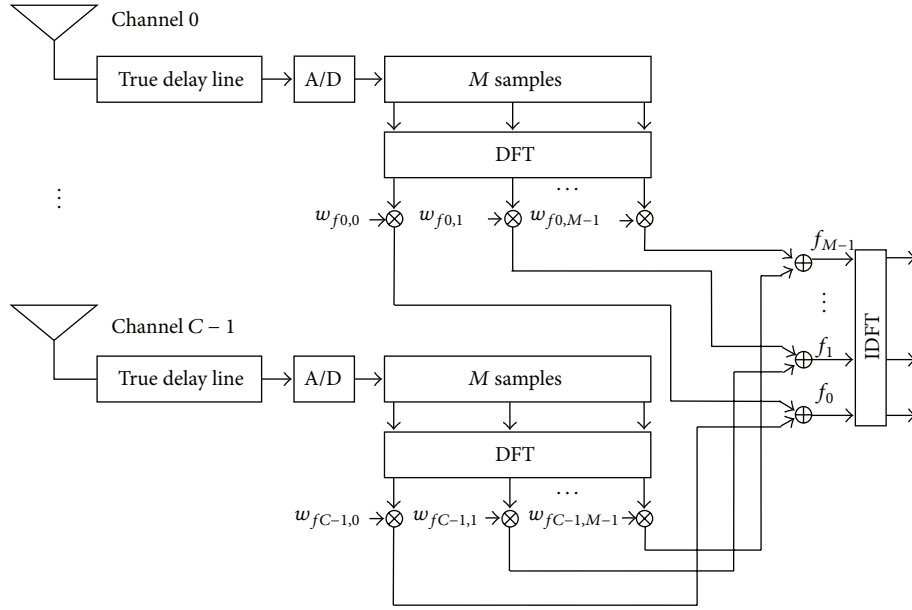 Channel 0
True delay line
A/D
M samples
DFT
⋮
…
w_{f0,0}
w_{f0,1}
w_{f0,M−1}
f_{M−1}
⋮
Channel C − 1
f_1
IDFT
True delay line
A/D
M samples
f_0
DFT
…
w_{fC−1,0}
w_{fC−1,1}
w_{fC−1,M−1}